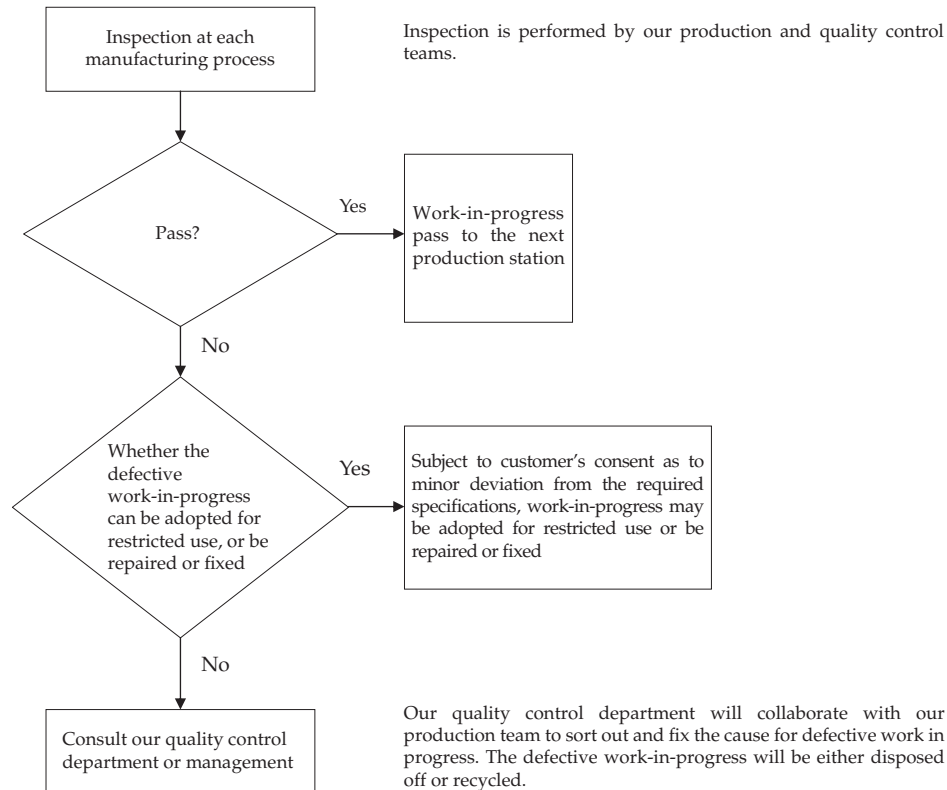 Inspection at each
manufacturing process
Inspection is performed by our production and quality control
teams.
Pass?
Yes
Work-in-progress
pass to the next
production station
No
Whether the
defective
work-in-progress
can be adopted for
restricted use, or be
repaired or fixed
Yes
Subject to customer’s consent as to
minor deviation from the required
specifications, work-in-progress may
be adopted for restricted use or be
repaired or fixed
No
Consult our quality control
department or management
Our quality control department will collaborate with our
production team to sort out and fix the cause for defective work in
progress. The defective work-in-progress will be either disposed
off or recycled.